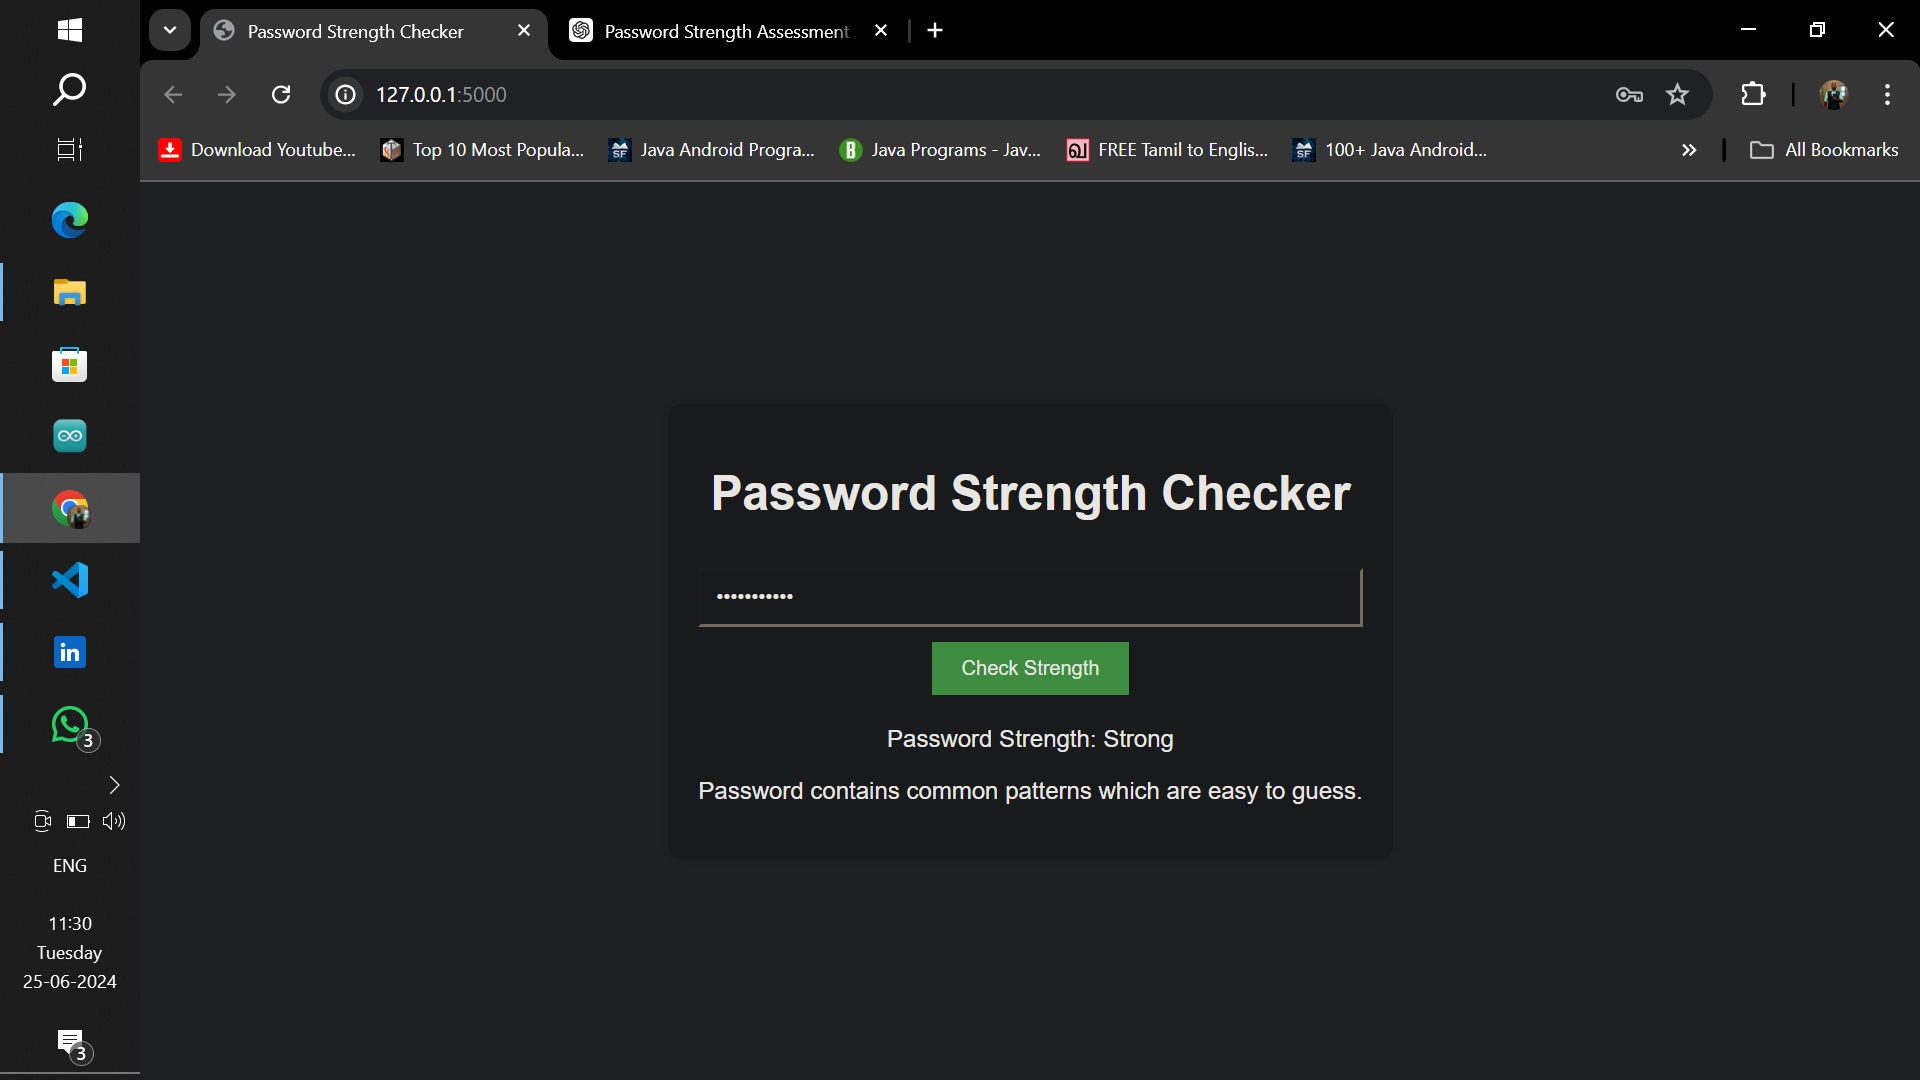 Password Strength Checker
Password Strength Assessment
127.0.0.1:5000
Download Youtube...
Top 10 Most Popula...
Java Android Progra...
Java Programs - Jav...
FREE Tamil to Englis...
100+ Java Android...
All Bookmarks
Password Strength Checker
•••••••••••
Check Strength
Password Strength: Strong
Password contains common patterns which are easy to guess.
3
ENG
11:30
Tuesday
25-06-2024
3